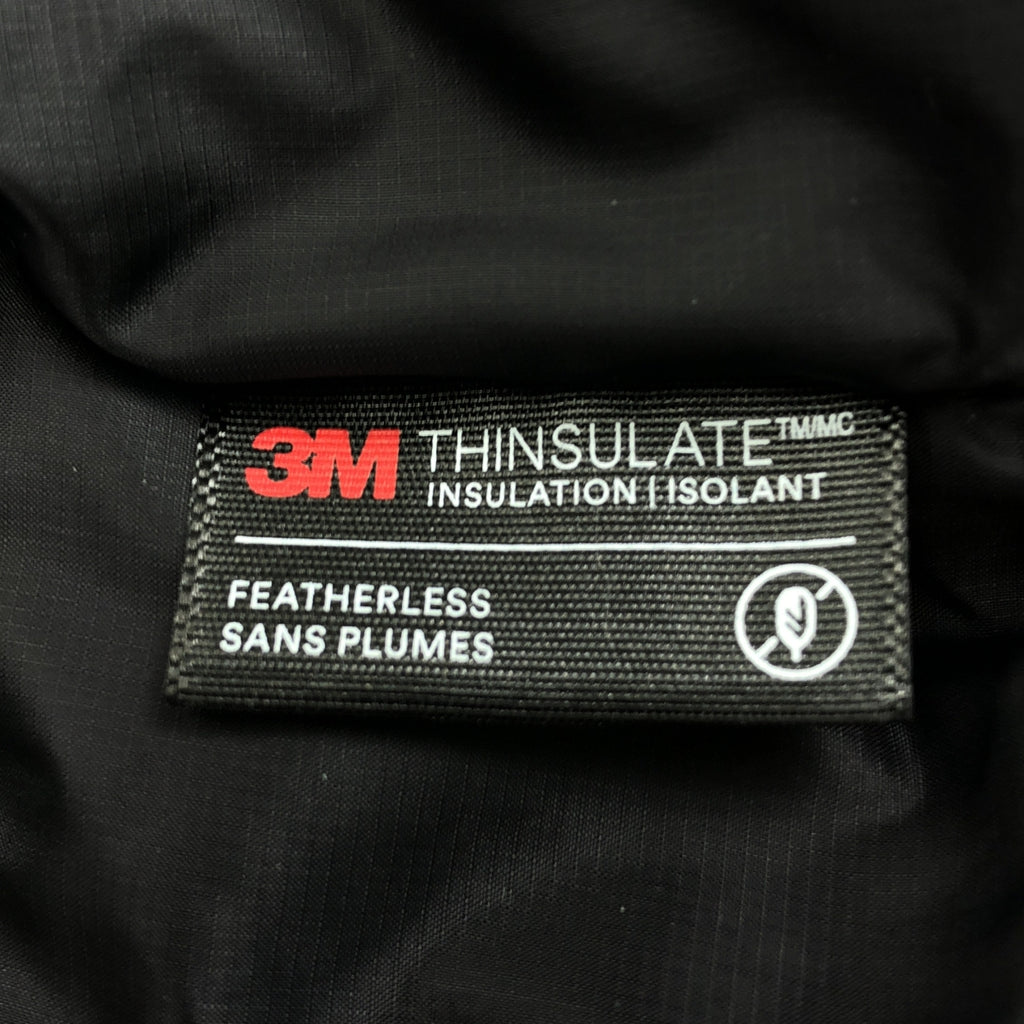 3M THINSULATE™/MC
INSULATION | ISOLANT
FEATHERLESS
SANS PLUMES